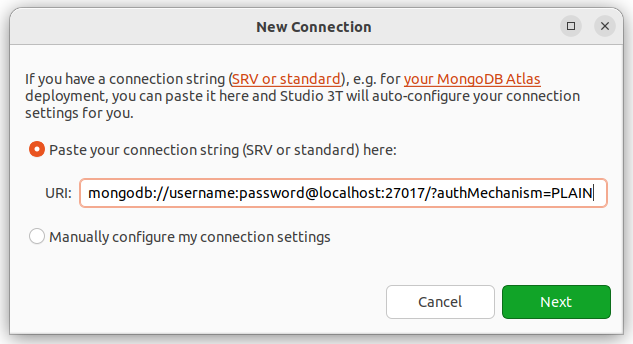 New Connection
If you have a connection string (SRV or standard), e.g. for your MongoDB Atlas
deployment, you can paste it here and Studio 3T will auto-configure your connection
settings for you.
Paste your connection string (SRV or standard) here:
URI: mongodb://username:password@localhost:27017/?authMechanism=PLAIN
Manually configure my connection settings
Cancel Next